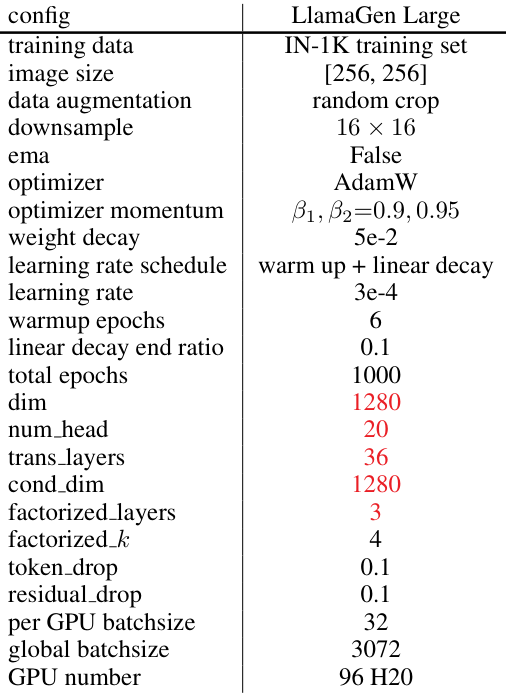 config LlamaGen Large
training data IN-1K training set
image size [256, 256]
data augmentation random crop
downsample 16 × 16
ema False
optimizer AdamW
optimizer momentum β₁, β₂=0.9, 0.95
weight decay 5e-2
learning rate schedule warm up + linear decay
learning rate 3e-4
warmup epochs 6
linear decay end ratio 0.1
total epochs 1000
dim 1280
num_head 20
trans_layers 36
cond_dim 1280
factorized_layers 3
factorized_k 4
token_drop 0.1
residual_drop 0.1
per GPU batchsize 32
global batchsize 3072
GPU number 96 H20